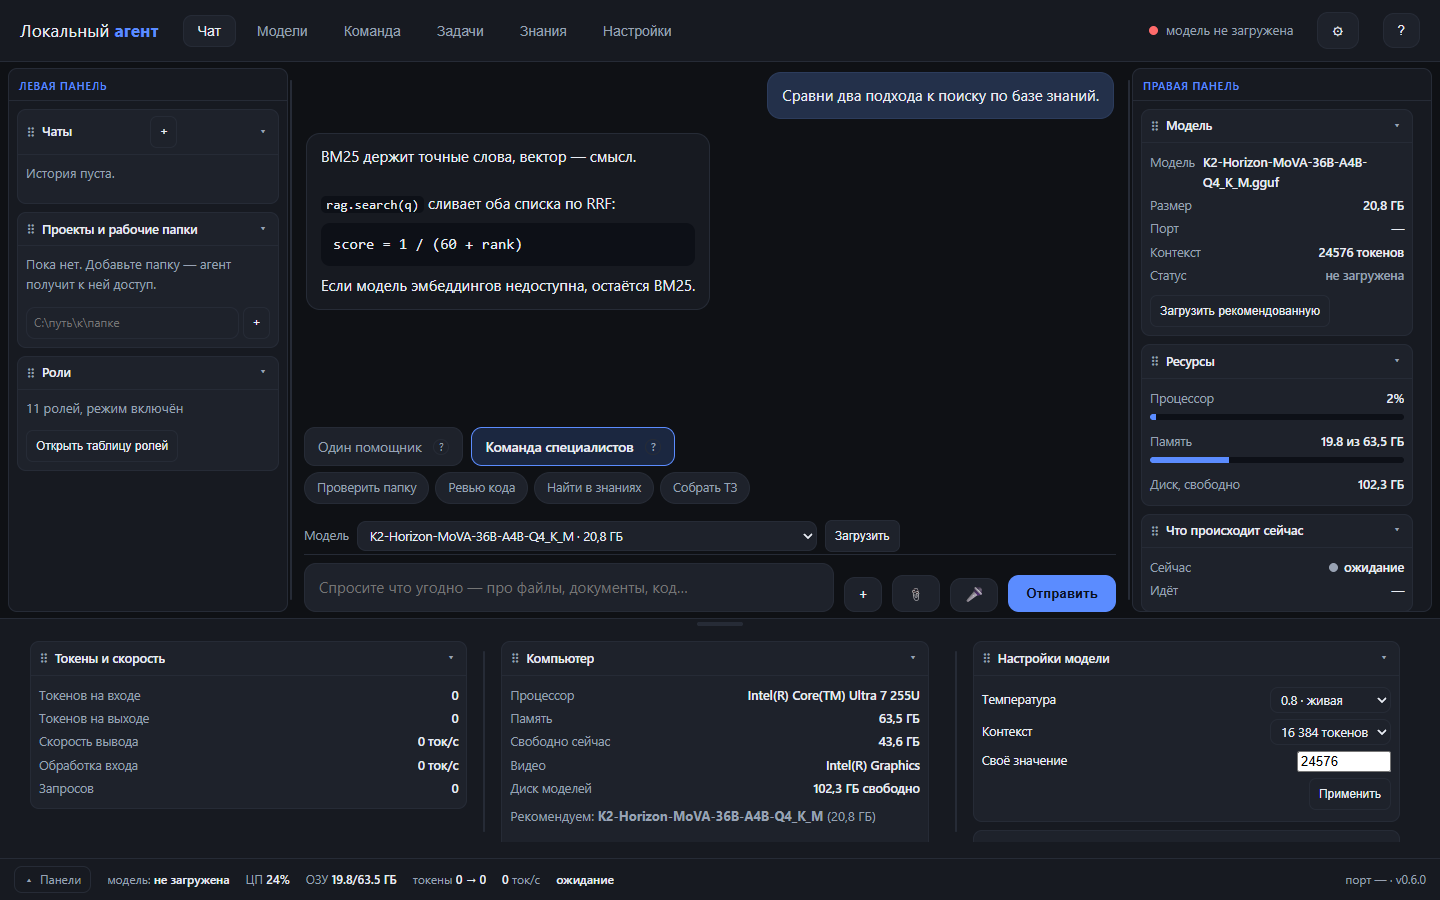 Локальный агент
Чат
Модели
Команда
Задачи
Знания
Настройки
модель не загружена
?
ЛЕВАЯ ПАНЕЛЬ
Чаты
+
История пуста.
Проекты и рабочие папки
Пока нет. Добавьте папку — агент
получит к ней доступ.
C:\путь\к\папке
+
Роли
11 ролей, режим включён
Открыть таблицу ролей
Сравни два подхода к поиску по базе знаний.
BM25 держит точные слова, вектор — смысл.
rag.search(q) сливает оба списка по RRF:
score = 1 / (60 + rank)
Если модель эмбеддингов недоступна, остаётся BM25.
Один помощник ?
Команда специалистов ?
Проверить папку
Ревью кода
Найти в знаниях
Собрать ТЗ
Модель
K2-Horizon-MoVA-36B-A4B-Q4_K_M · 20,8 ГБ
Загрузить
Спросите что угодно — про файлы, документы, код...
+
Отправить
ПРАВАЯ ПАНЕЛЬ
Модель
Модель K2-Horizon-MoVA-36B-A4B-
Q4_K_M.gguf
Размер 20,8 ГБ
Порт —
Контекст 24576 токенов
Статус не загружена
Загрузить рекомендованную
Ресурсы
Процессор 2%
Память 19.8 из 63,5 ГБ
Диск, свободно 102,3 ГБ
Что происходит сейчас
Сейчас ожидание
Идёт —
Токены и скорость
Токенов на входе 0
Токенов на выходе 0
Скорость вывода 0 ток/с
Обработка входа 0 ток/с
Запросов 0
Компьютер
Процессор Intel(R) Core(TM) Ultra 7 255U
Память 63,5 ГБ
Свободно сейчас 43,6 ГБ
Видео Intel(R) Graphics
Диск моделей 102,3 ГБ свободно
Рекомендуем: K2-Horizon-MoVA-36B-A4B-Q4_K_M (20,8 ГБ)
Настройки модели
Температура 0.8 · живая
Контекст 16 384 токенов
Своё значение 24576
Применить
Панели
модель: не загружена
ЦП 24%
ОЗУ 19.8/63.5 ГБ
токены 0 → 0
0 ток/с
ожидание
порт — · v0.6.0